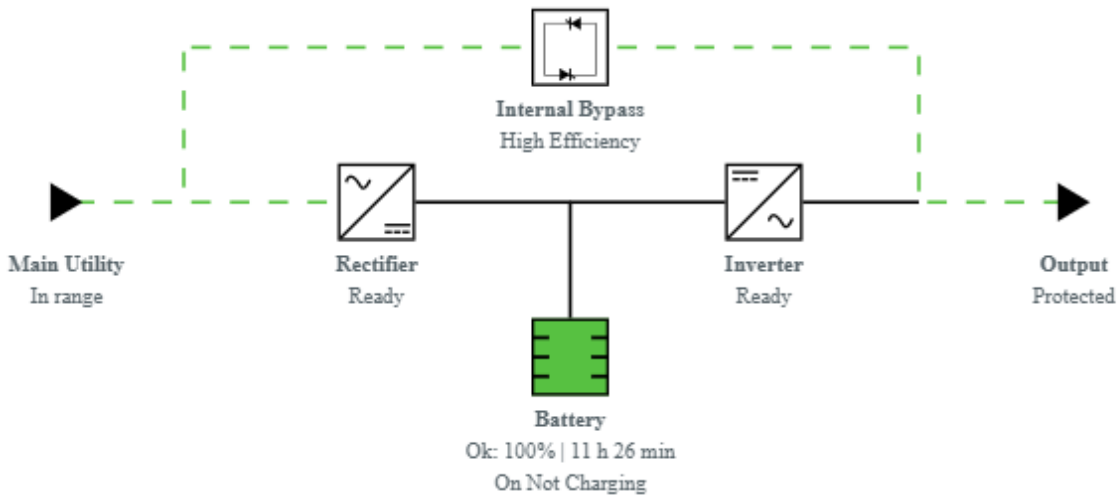 Internal Bypass
High Efficiency
Main Utility
In range
Rectifier
Ready
Inverter
Ready
Output
Protected
Battery
Ok: 100% | 11 h 26 min
On Not Charging